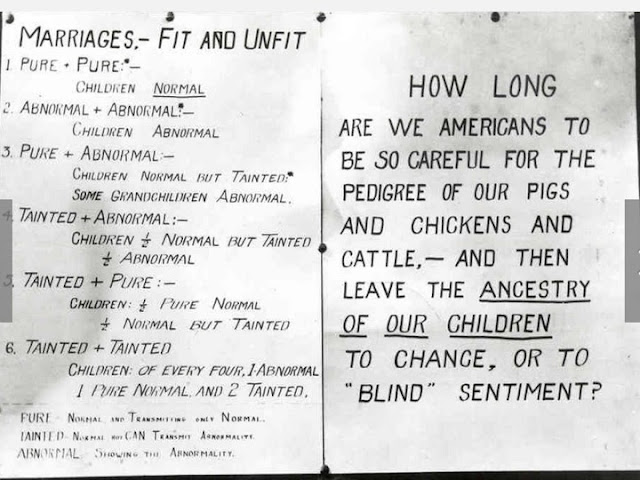 MARRIAGES,- FIT AND UNFIT
1. PURE + PURE:-
CHILDREN NORMAL
2. ABNORMAL + ABNORMAL:-
CHILDREN ABNORMAL
3. PURE + ABNORMAL:-
CHILDREN NORMAL BUT TAINTED:
SOME GRANDCHILDREN ABNORMAL.
4. TAINTED + ABNORMAL:-
CHILDREN ½ NORMAL BUT TAINTED
½ ABNORMAL
5. TAINTED + PURE:-
CHILDREN: ½ PURE NORMAL
½ NORMAL BUT TAINTED
6. TAINTED + TAINTED
CHILDREN: OF EVERY FOUR, 1 ABNORMAL
1 PURE NORMAL, AND 2 TAINTED.
PURE- NORMAL AND TRANSMITTING ONLY NORMAL.
TAINTED- NORMAL BUT CAN TRANSMIT ABNORMALITY.
ABNORMAL- SHOWING THE ABNORMALITY.
HOW LONG
ARE WE AMERICANS TO
BE SO CAREFUL FOR THE
PEDIGREE OF OUR PIGS
AND CHICKENS AND
CATTLE,- AND THEN
LEAVE THE ANCESTRY
OF OUR CHILDREN
TO CHANCE, OR TO
"BLIND" SENTIMENT?